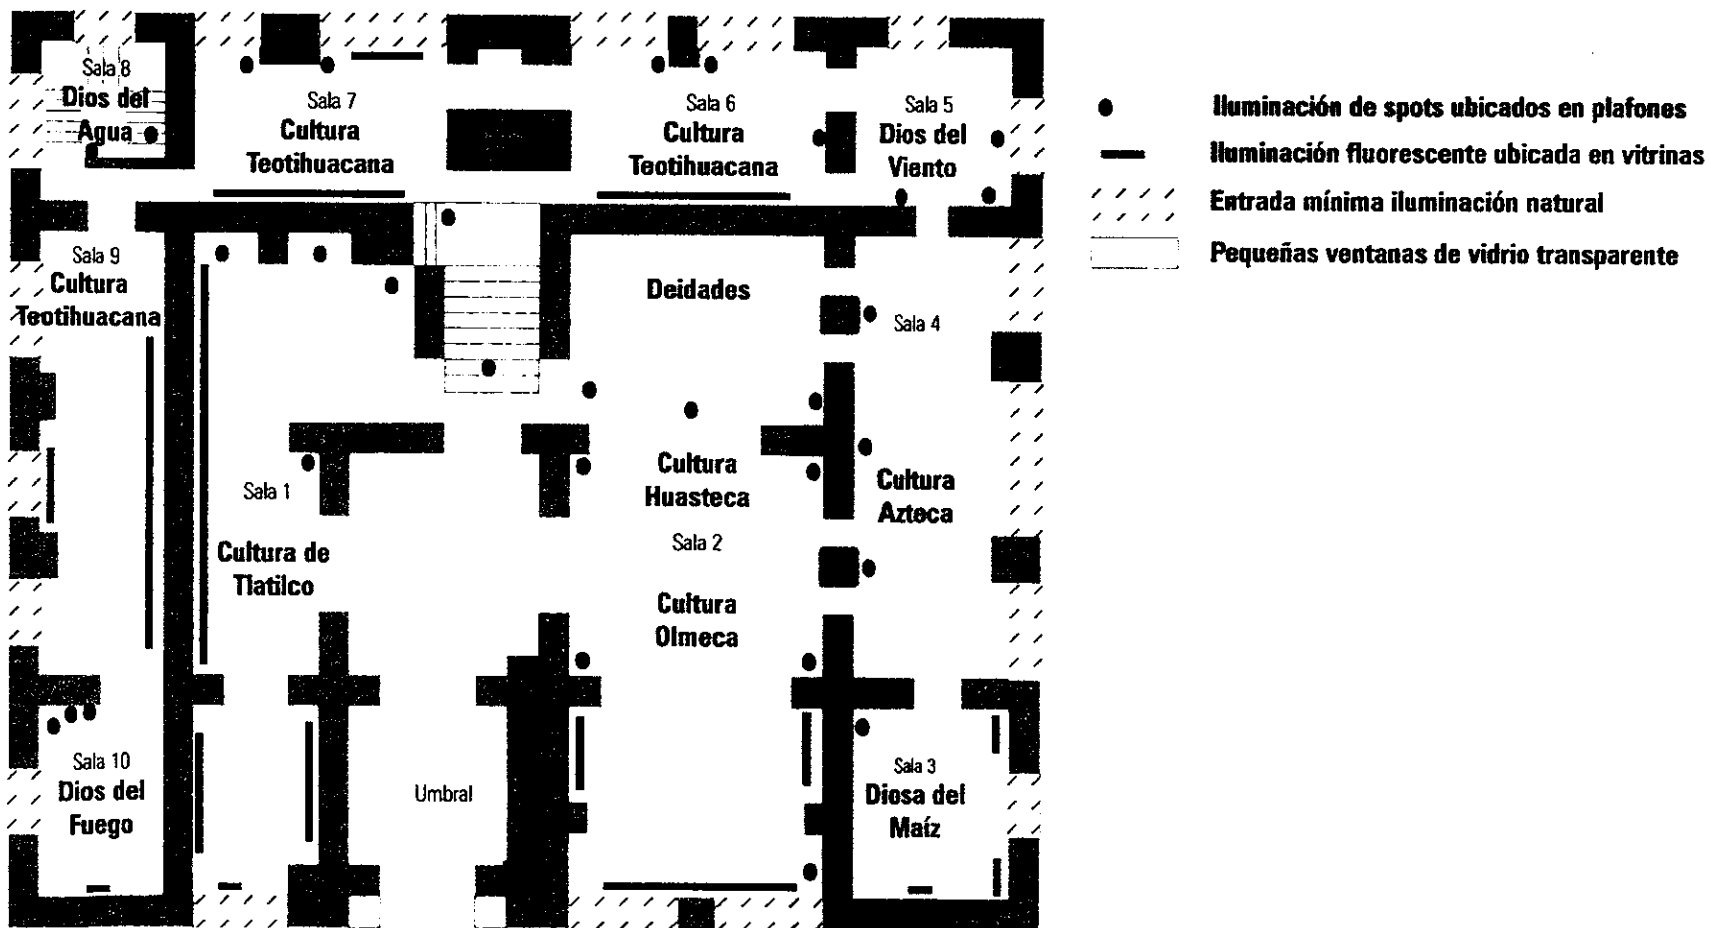 Sala 8
Dios del
Agua
Sala 7
Cultura
Teotihuacana
Sala 6
Cultura
Teotihuacana
Sala 5
Dios del
Viento
Sala 9
Cultura
Teotihuacana
Deidades
Sala 4
Sala 1
Cultura de
Tlatilco
Cultura
Huasteca
Sala 2
Cultura
Olmeca
Cultura
Azteca
Sala 10
Dios del
Fuego
Umbral
Sala 3
Diosa del
Maíz
Iluminación de spots ubicados en plafones
Iluminación fluorescente ubicada en vitrinas
Entrada mínima iluminación natural
Pequeñas ventanas de vidrio transparente